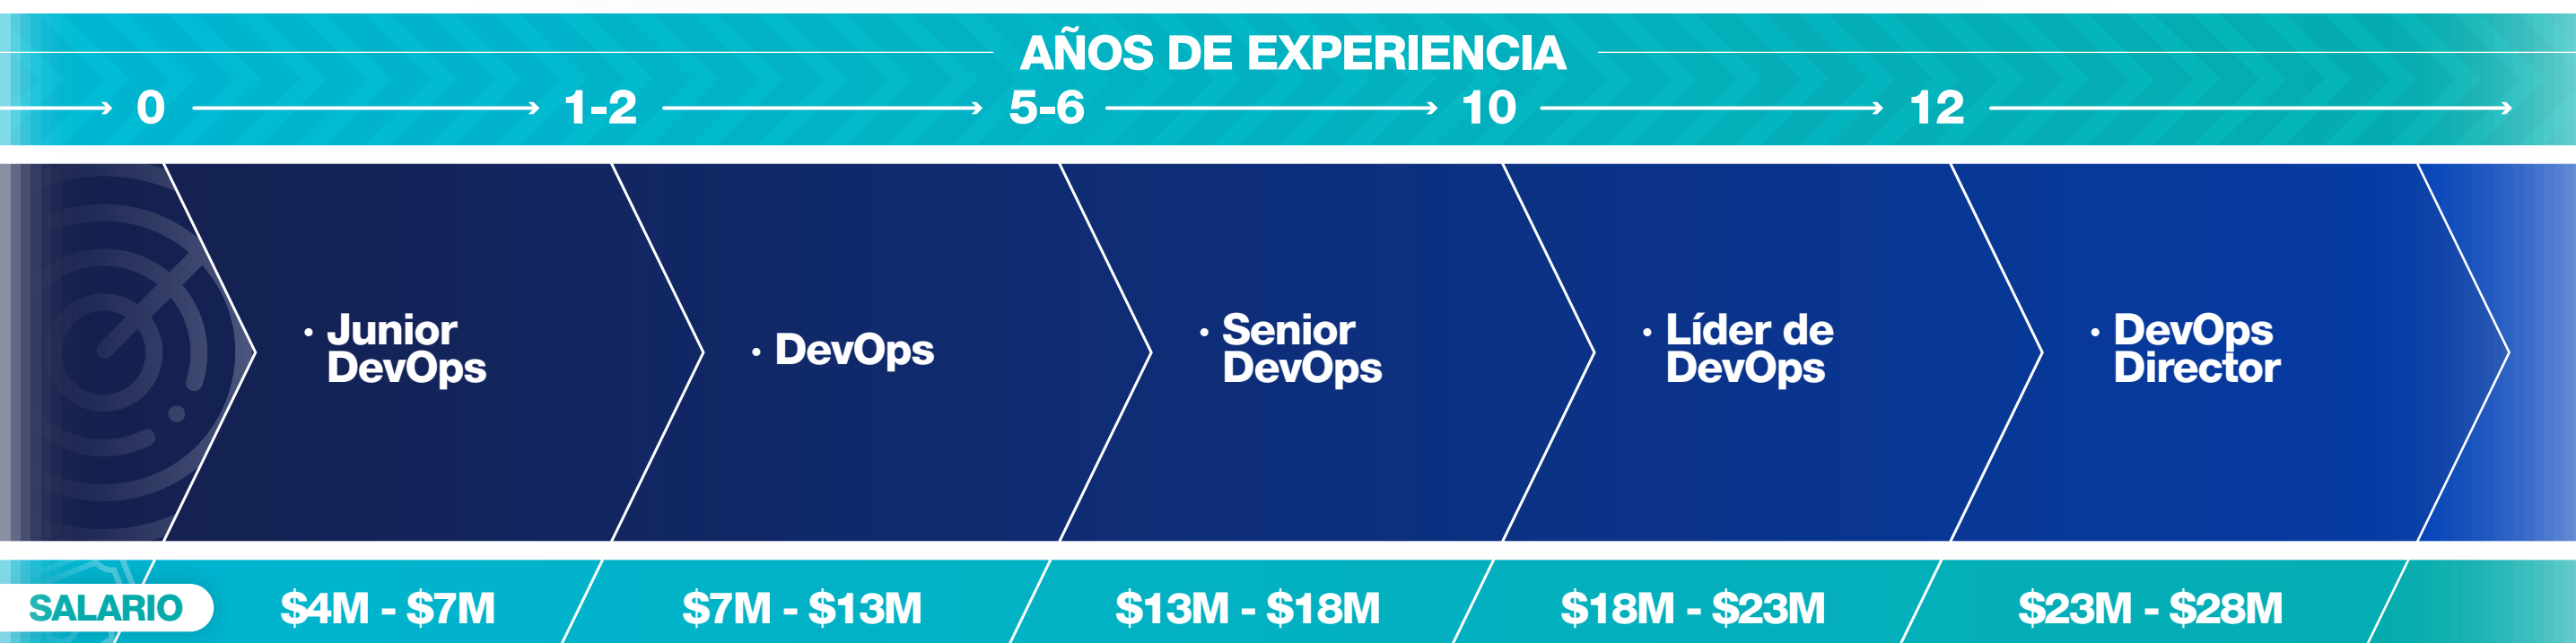 AÑOS DE EXPERIENCIA
0 1-2 5-6 10 12
• Junior
DevOps
• DevOps
• Senior
DevOps
• Líder de
DevOps
• DevOps
Director
SALARIO $4M - $7M $7M - $13M $13M - $18M $18M - $23M $23M - $28M